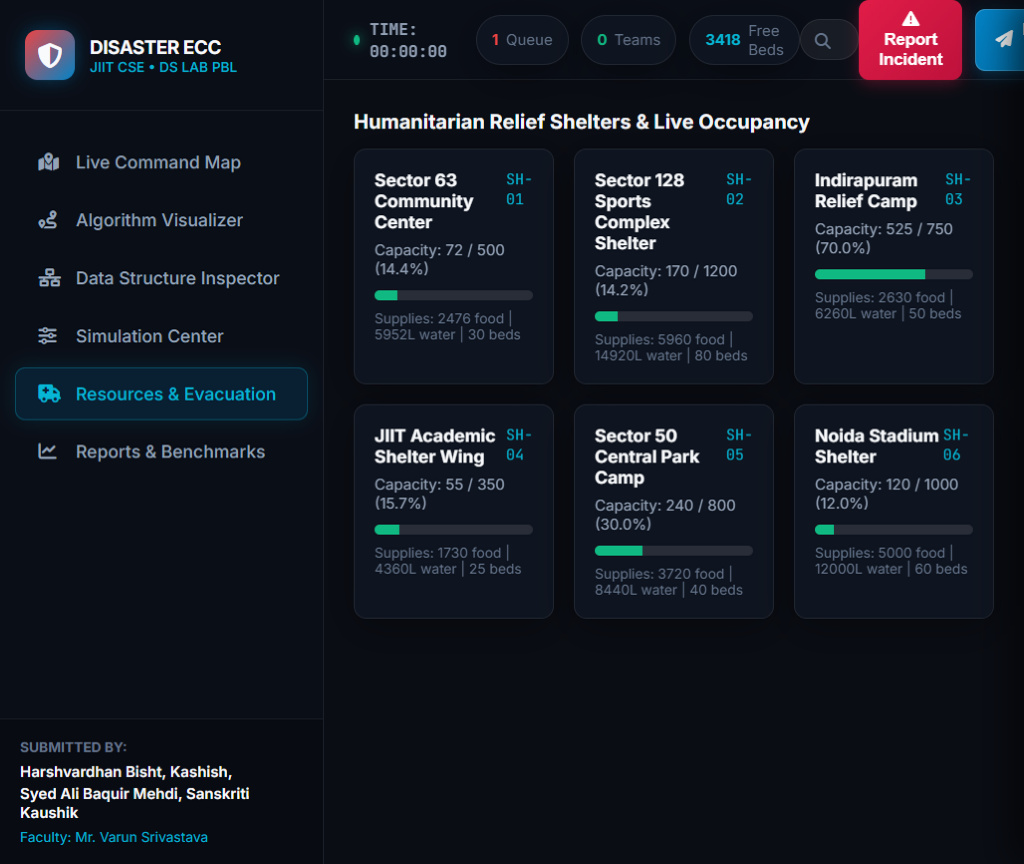 DISASTER ECC
JIIT CSE • DS LAB PBL
Live Command Map
Algorithm Visualizer
Data Structure Inspector
Simulation Center
Resources & Evacuation
Reports & Benchmarks
SUBMITTED BY:
Harshvardhan Bisht, Kashish,
Syed Ali Baquir Mehdi, Sanskriti
Kaushik
Faculty: Mr. Varun Srivastava
TIME:
00:00:00
1 Queue
0 Teams
3418 Free
Beds
Report
Incident
Humanitarian Relief Shelters & Live Occupancy
Sector 63
Community
Center
SH-
01
Capacity: 72 / 500
(14.4%)
Supplies: 2476 food |
5952L water | 30 beds
Sector 128
Sports
Complex
Shelter
SH-
02
Capacity: 170 / 1200
(14.2%)
Supplies: 5960 food |
14920L water | 80 beds
Indirapuram
Relief Camp
SH-
03
Capacity: 525 / 750
(70.0%)
Supplies: 2630 food |
6260L water | 50 beds
JIIT Academic
Shelter Wing
SH-
04
Capacity: 55 / 350
(15.7%)
Supplies: 1730 food |
4360L water | 25 beds
Sector 50
Central Park
Camp
SH-
05
Capacity: 240 / 800
(30.0%)
Supplies: 3720 food |
8440L water | 40 beds
Noida Stadium
Shelter
SH-
06
Capacity: 120 / 1000
(12.0%)
Supplies: 5000 food |
12000L water | 60 beds